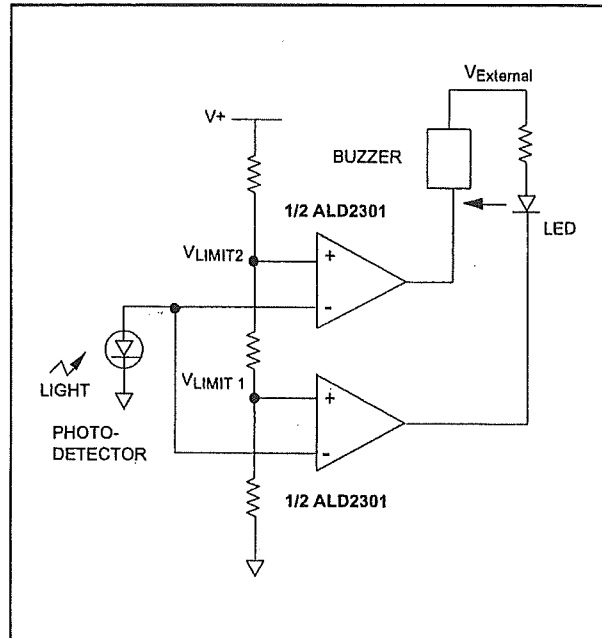 VExternal
V+
BUZZER
1/2 ALD2301
LED
VLIMIT2
+
-
LIGHT
VLIMIT 1
+
-
PHOTO-
DETECTOR
1/2 ALD2301